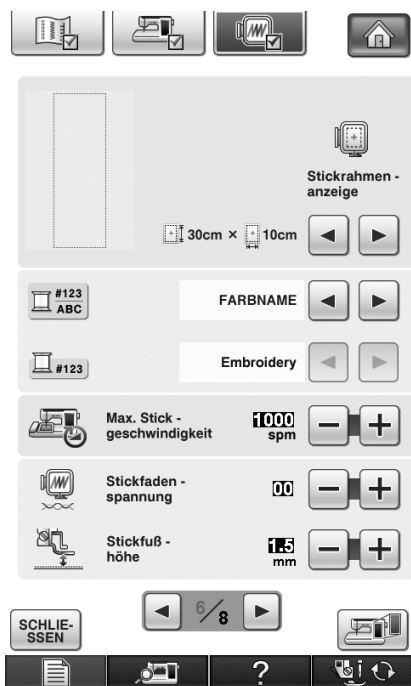 Stickrahmen -
anzeige
30cm × 10cm
#123
ABC
FARBNAME
#123
Embroidery
Max. Stick -
geschwindigkeit
1000
spm
Stickfaden -
spannung
00
Stickfuß -
höhe
1.5
mm
SCHLIE-
SSEN
6/8
?